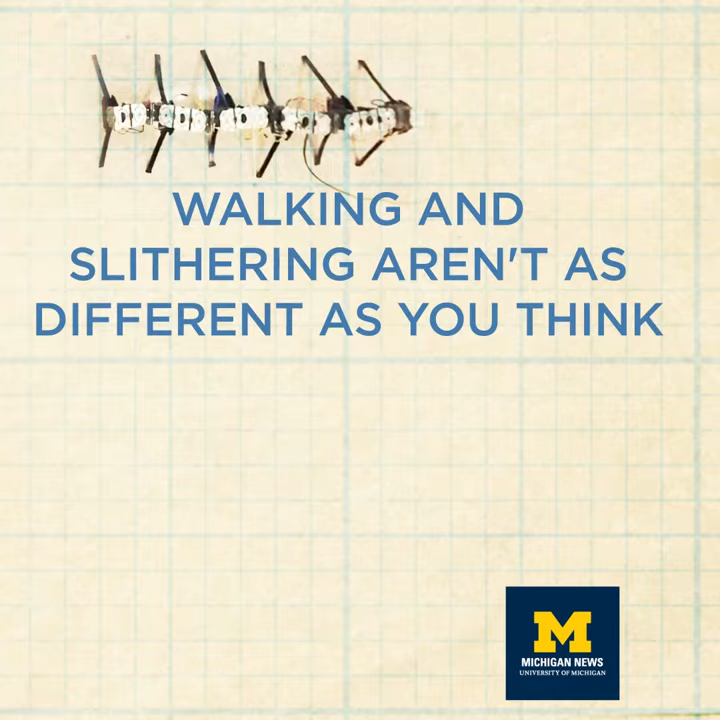 WALKING AND
SLITHERING AREN'T AS
DIFFERENT AS YOU THINK
M
MICHIGAN NEWS
UNIVERSITY OF MICHIGAN